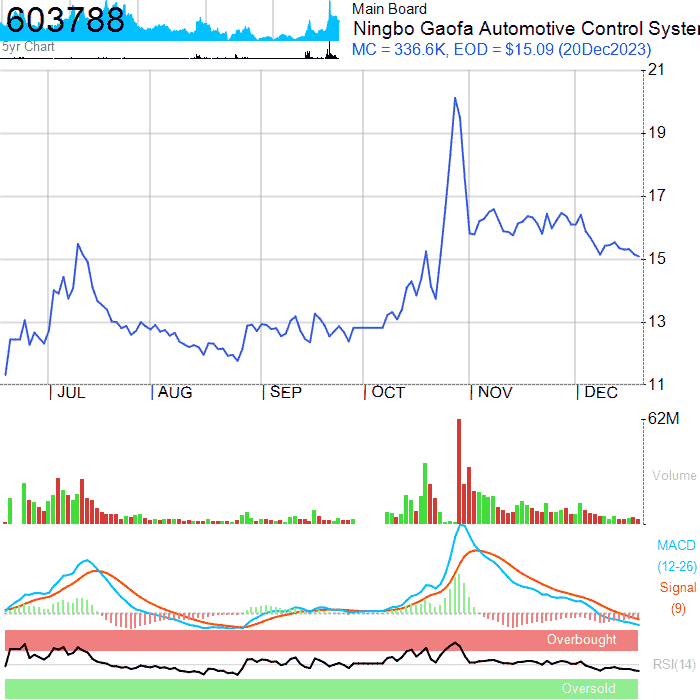 603788
5yr Chart
Main Board
Ningbo Gaofa Automotive Control System
MC = 336.6K, EOD = $15.09 (20Dec2023)
21
19
17
15
13
11
JUL AUG SEP OCT NOV DEC
62M
Volume
MACD
(12-26)
Signal
(9)
Overbought
RSI(14)
Oversold